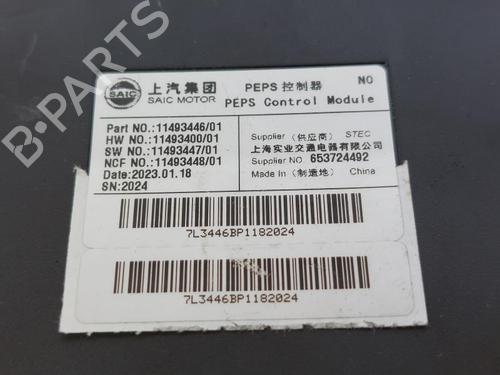 B-PARTS
SAIC 上汽集团 PEPS 控制器 NO
SAIC MOTOR PEPS Control Module
Part NO.:11493446/01
HW NO.:11493400/01
SW NO.:11493447/01
NCF NO.:11493448/01
Date:2023.01.18
SN:2024
Supplier (供应商) STEC
上海实业交通电器有限公司
Supplier NO. 653724492
Made In (制造地) China
7L3446BP1182024
7L3446BP1182024